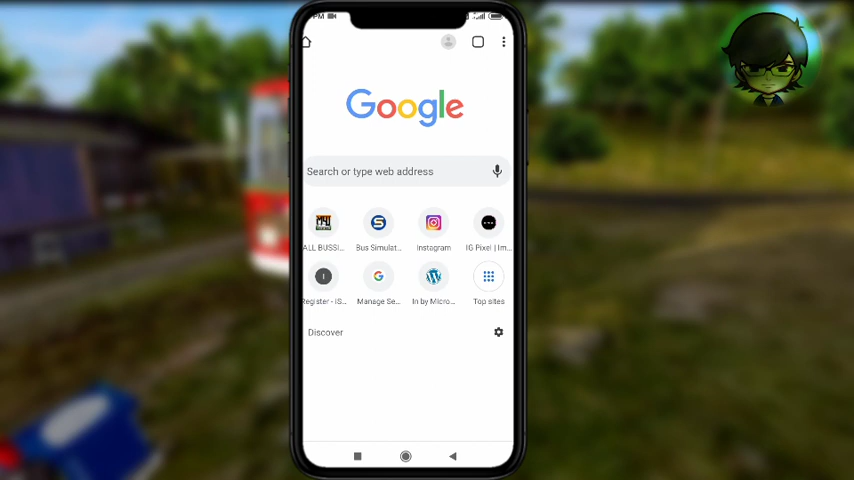 PM
Google
Search or type web address
ALL BUSSI... Bus Simulat... Instagram IG Pixel | Im...
Register - IS... Manage Se... In by Micro... Top sites
Discover